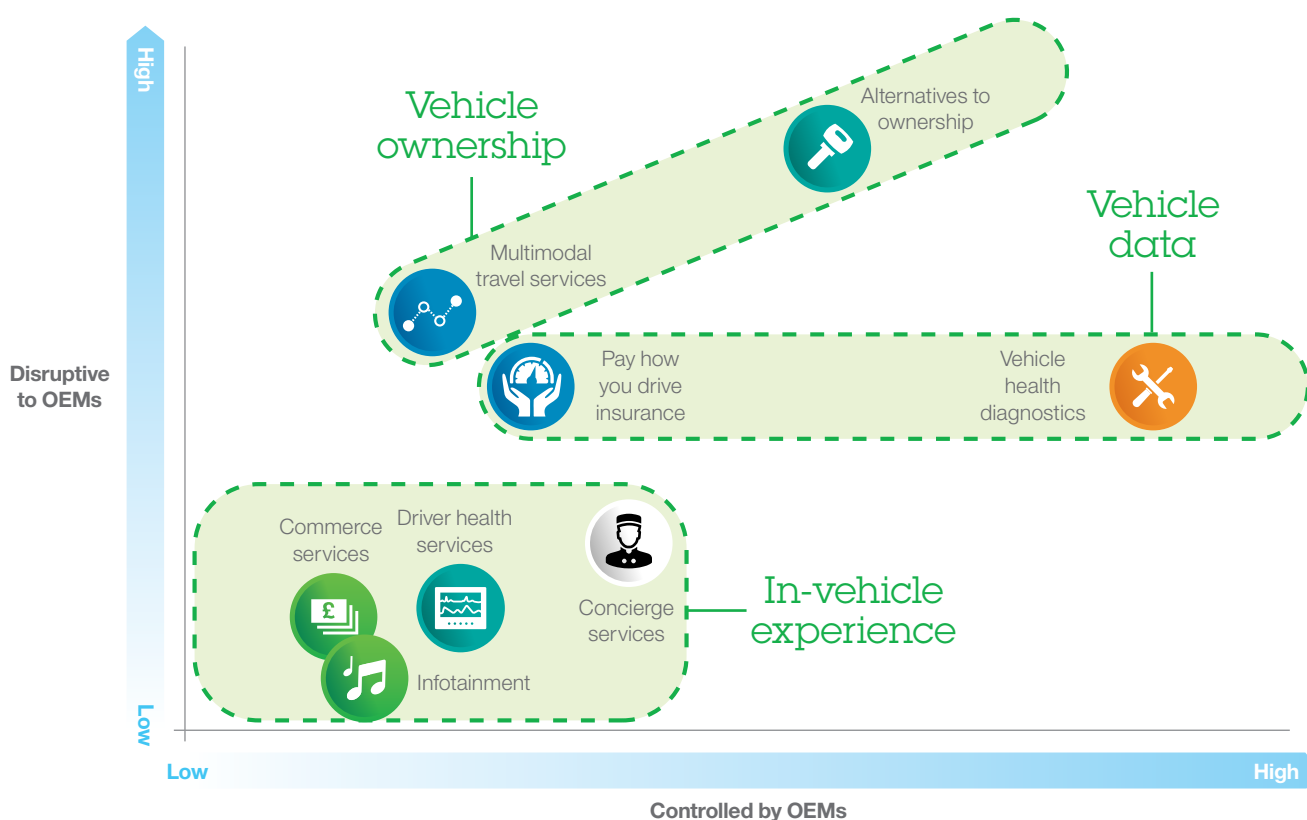 High
Vehicle
ownership
Alternatives to
ownership
Vehicle
data
Multimodal
travel services
Disruptive
to OEMs
Pay how
you drive
insurance
Vehicle
health
diagnostics
Commerce
services
Driver health
services
£
Concierge
services
In-vehicle
experience
Infotainment
Low
Low
High
Controlled by OEMs